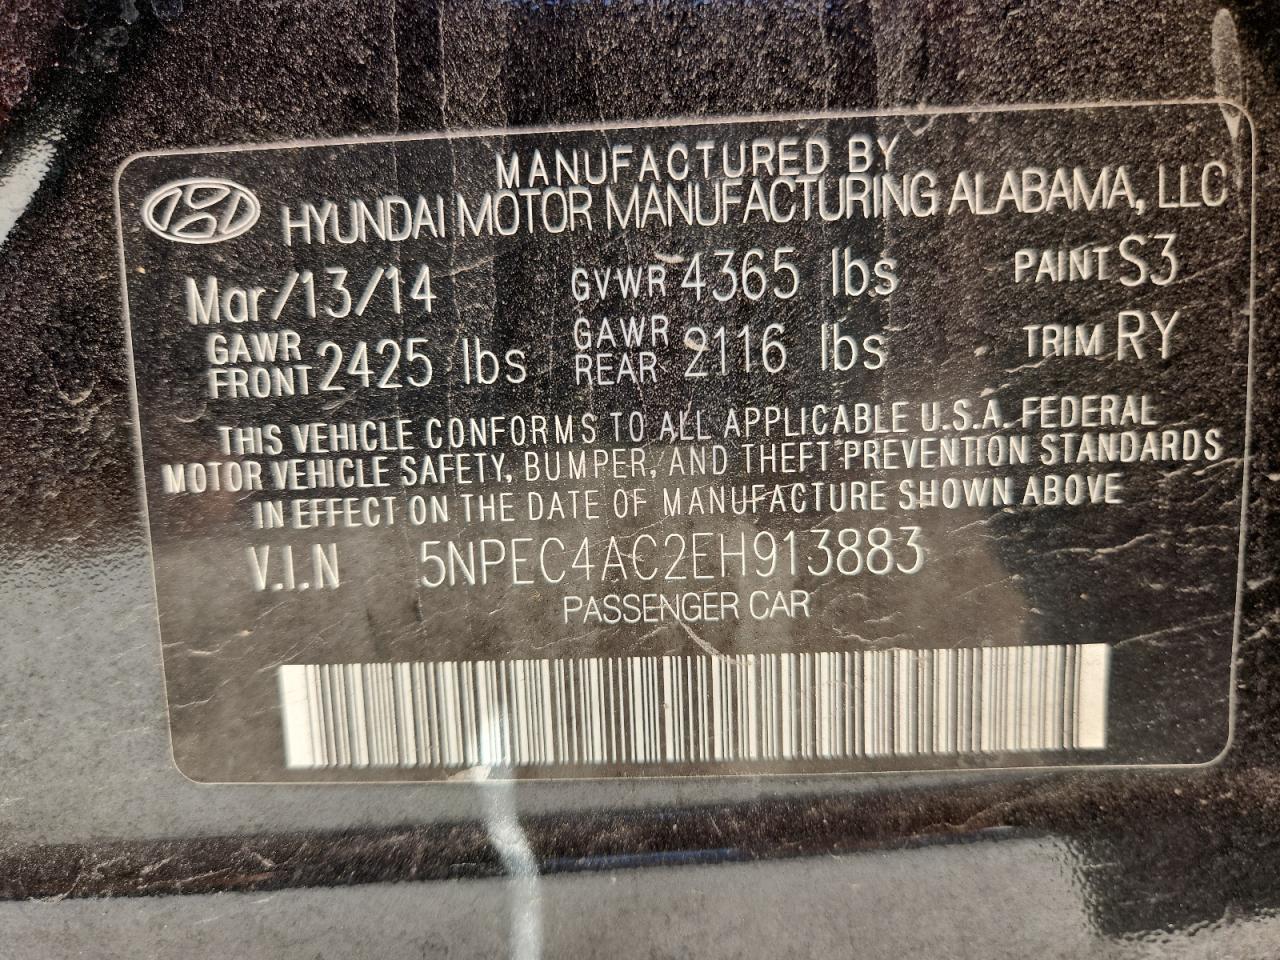 MANUFACTURED BY
HYUNDAI MOTOR MANUFACTURING ALABAMA, LLC
Mar/13/14 GVWR 4365 lbs PAINT S3
GAWR FRONT 2425 lbs GAWR REAR 2116 lbs TRIM RY
THIS VEHICLE CONFORMS TO ALL APPLICABLE U.S.A. FEDERAL
MOTOR VEHICLE SAFETY, BUMPER, AND THEFT PREVENTION STANDARDS
IN EFFECT ON THE DATE OF MANUFACTURE SHOWN ABOVE
V.I.N 5NPEC4AC2EH913883
PASSENGER CAR